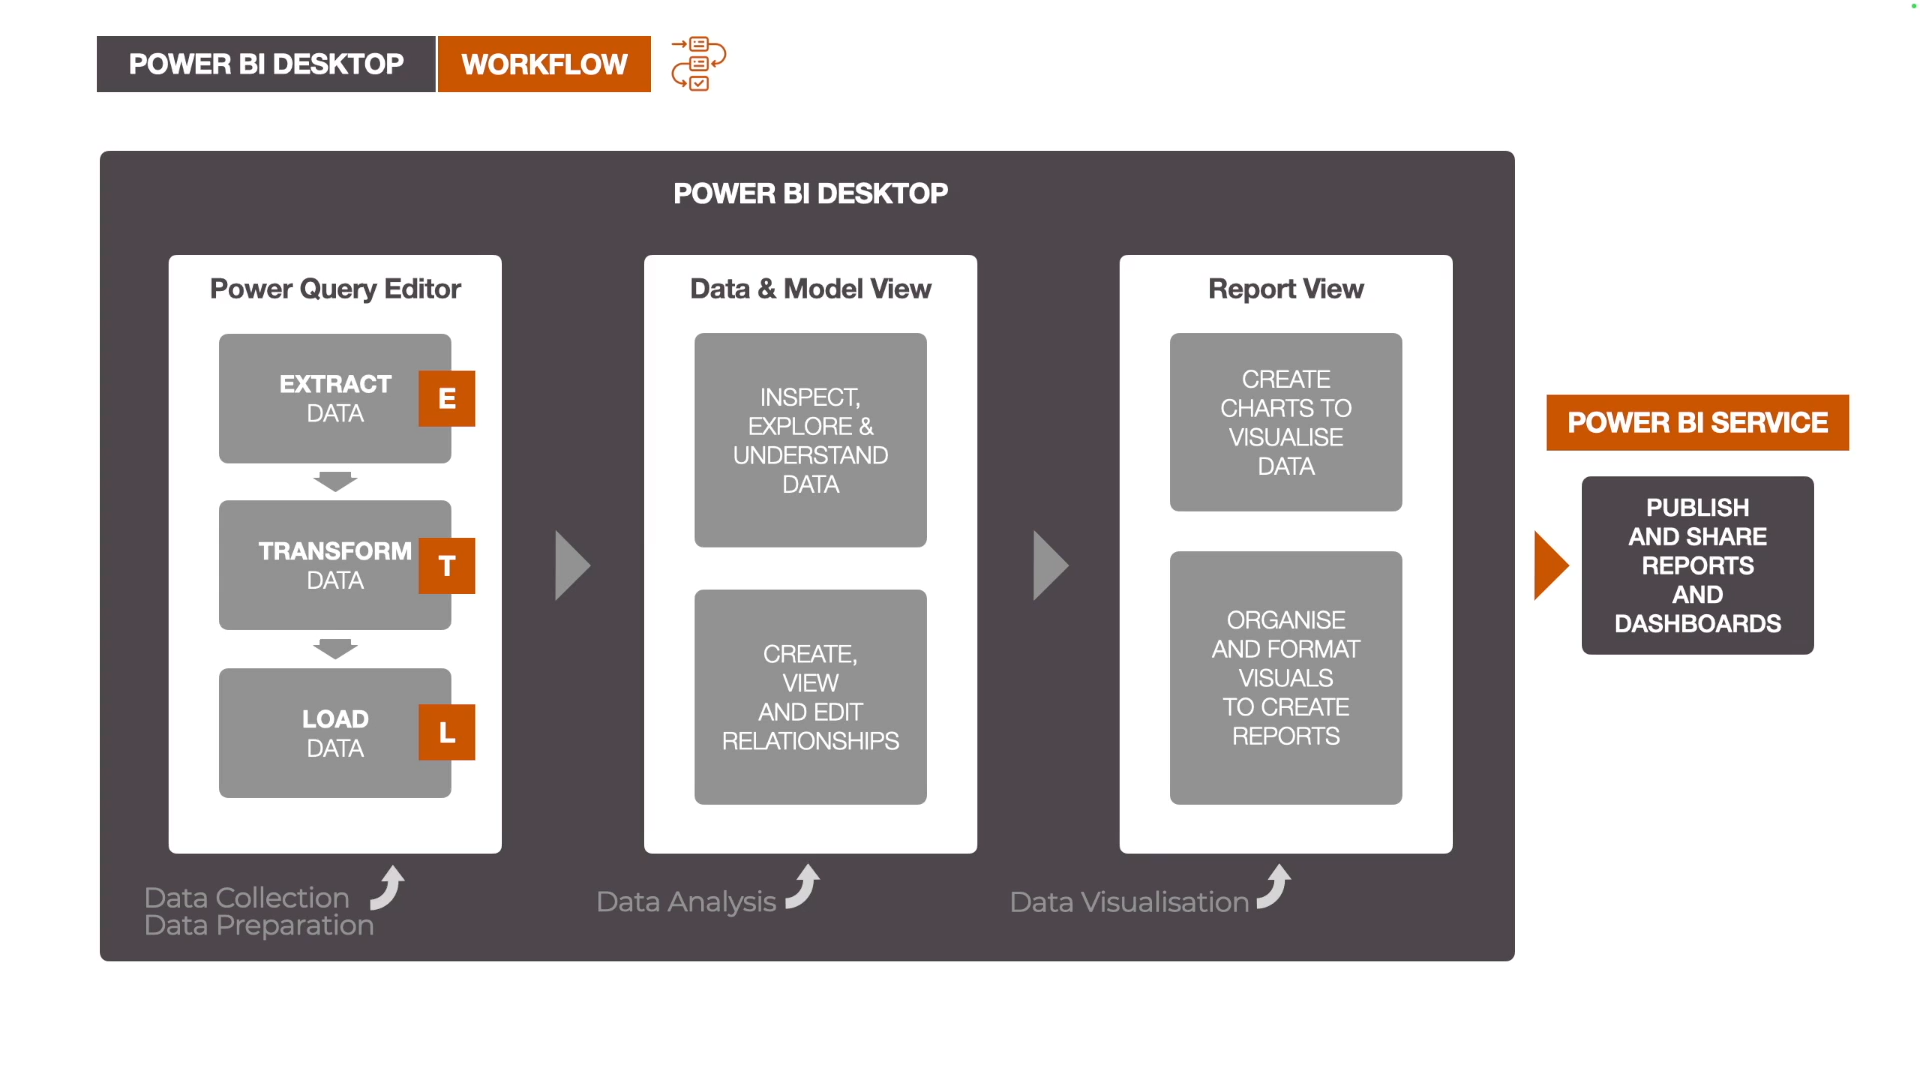 POWER BI DESKTOP
WORKFLOW
POWER BI DESKTOP
Power Query Editor
EXTRACT
DATA
E
TRANSFORM
DATA
T
LOAD
DATA
L
Data Collection
Data Preparation
Data & Model View
INSPECT,
EXPLORE &
UNDERSTAND
DATA
CREATE,
VIEW
AND EDIT
RELATIONSHIPS
Data Analysis
Report View
CREATE
CHARTS TO
VISUALISE
DATA
ORGANISE
AND FORMAT
VISUALS
TO CREATE
REPORTS
Data Visualisation
POWER BI SERVICE
PUBLISH
AND SHARE
REPORTS
AND
DASHBOARDS